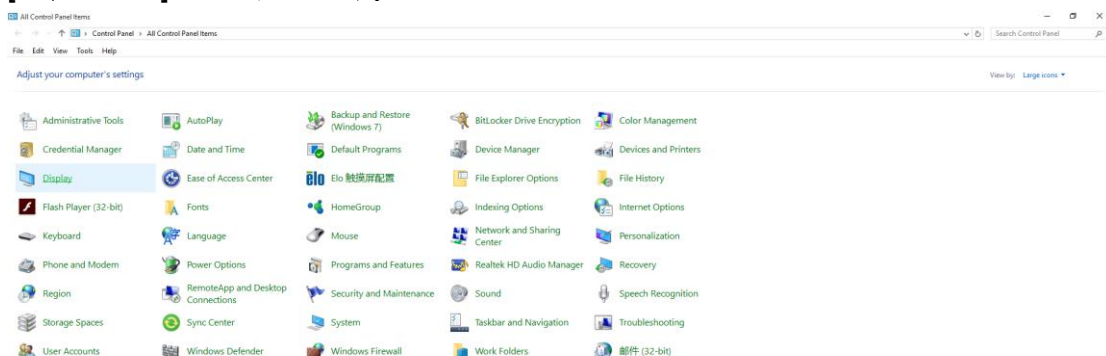 All Control Panel Items
Control Panel > All Control Panel Items
Search Control Panel
File Edit View Tools Help
Adjust your computer's settings
View by: Large icons
Administrative Tools
AutoPlay
Backup and Restore
(Windows 7)
BitLocker Drive Encryption
Color Management
Credential Manager
Date and Time
Default Programs
Device Manager
Devices and Printers
Display
Ease of Access Center
elo
Elo 触摸屏配置
File Explorer Options
File History
Flash Player (32-bit)
Fonts
HomeGroup
Indexing Options
Internet Options
Keyboard
Language
Mouse
Network and Sharing
Center
Personalization
Phone and Modem
Power Options
Programs and Features
Realtek HD Audio Manager
Recovery
Region
RemoteApp and Desktop
Connections
Security and Maintenance
Sound
Speech Recognition
Storage Spaces
Sync Center
System
Taskbar and Navigation
Troubleshooting
User Accounts
Windows Defender
Windows Firewall
Work Folders
邮件 (32-bit)